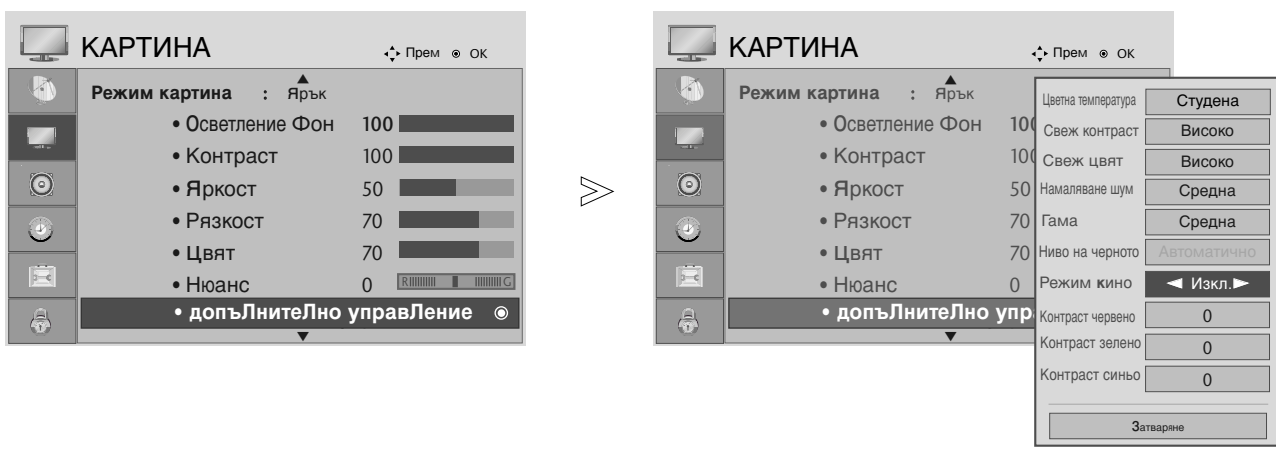 КАРТИНА Прем OK
Режим картина : Ярък
• Осветление Фон 100
• Контраст 100
• Яркост 50
• Рязкост 70
• Цвят 70
• Нюанс 0 R G
• допъЛнитеЛно управЛение
КАРТИНА Прем OK
Режим картина : Ярък
• Осветление Фон 100
• Контраст 100
• Яркост 50
• Рязкост 70
• Цвят 70
• Нюанс 0
• допъЛнитеЛно упр
Цветна температура Студена
Свеж контраст Високо
Свеж цвят Високо
Намаляване шум Средна
Гама Средна
Ниво на черното Автоматично
Режим кино ◄ Изкл.►
Контраст червено 0
Контраст зелено 0
Контраст синьо 0
Затваряне